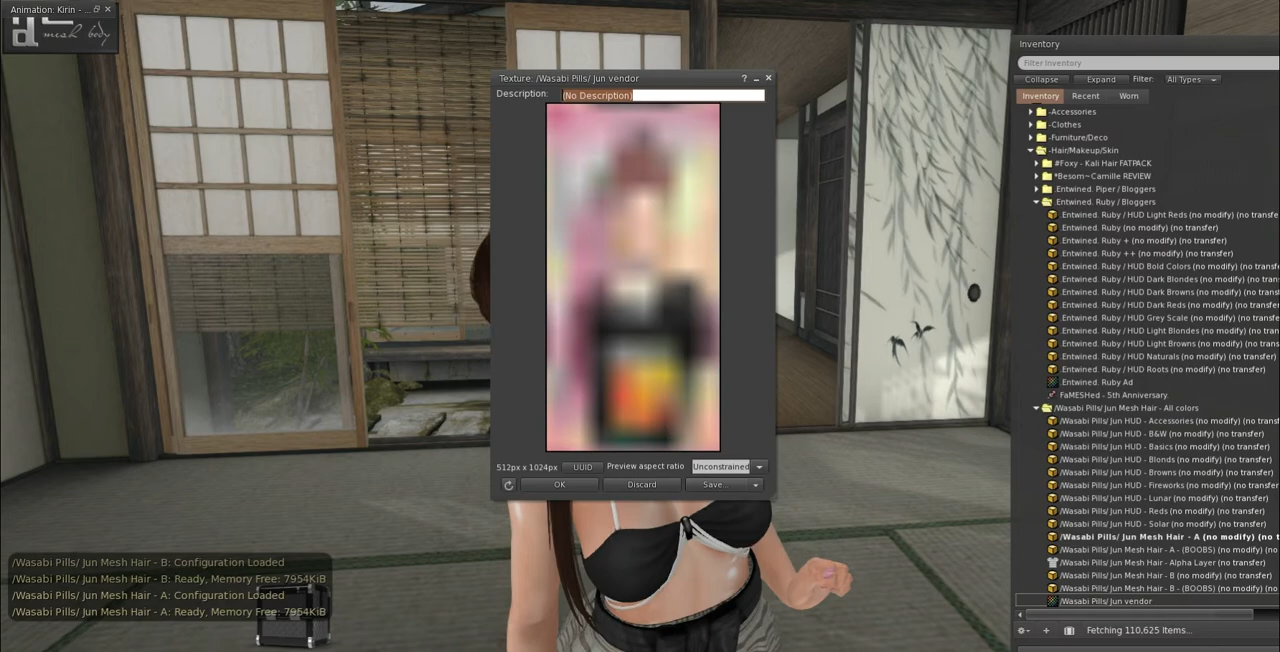 Animation: Kirin - ...
mesh body
Texture: /Wasabi Pills/ Jun vendor
Description: (No Description)
512px x 1024px UUID Preview aspect ratio Unconstrained
OK Discard Save...
Inventory
Filter Inventory
Collapse Expand Filter: All Types
Inventory Recent Worn
-Accessories
-Clothes
-Furniture/Deco
-Hair/Makeup/Skin
#Foxy - Kali Hair FATPACK
*Besom~Camille REVIEW
.Entwined. Piper / Bloggers
.Entwined. Ruby / Bloggers
.Entwined. Ruby / HUD Light Reds (no modify) (no transfer)
.Entwined. Ruby (no modify) (no transfer)
.Entwined. Ruby + (no modify) (no transfer)
.Entwined. Ruby ++ (no modify) (no transfer)
.Entwined. Ruby / HUD Bold Colors (no modify) (no transf
.Entwined. Ruby / HUD Dark Blondes (no modify) (no tran
.Entwined. Ruby / HUD Dark Browns (no modify) (no trans
.Entwined. Ruby / HUD Dark Reds (no modify) (no transfer
.Entwined. Ruby / HUD Grey Scale (no modify) (no transfe
.Entwined. Ruby / HUD Light Blondes (no modify) (no tran
.Entwined. Ruby / HUD Light Browns (no modify) (no trans
.Entwined. Ruby / HUD Naturals (no modify) (no transfer)
.Entwined. Ruby / HUD Roots (no modify) (no transfer)
.Entwined. Ruby Ad
FaMESHed - 5th Anniversary
/Wasabi Pills/ Jun Mesh Hair - All colors
/Wasabi Pills/ Jun HUD - Accessories (no modify) (no trans
/Wasabi Pills/ Jun HUD - B&W (no modify) (no transfer)
/Wasabi Pills/ Jun HUD - Basics (no modify) (no transfer)
/Wasabi Pills/ Jun HUD - Blonds (no modify) (no transfer)
/Wasabi Pills/ Jun HUD - Browns (no modify) (no transfer)
/Wasabi Pills/ Jun HUD - Fireworks (no modify) (no transfe
/Wasabi Pills/ Jun HUD - Lunar (no modify) (no transfer)
/Wasabi Pills/ Jun HUD - Reds (no modify) (no transfer)
/Wasabi Pills/ Jun HUD - Solar (no modify) (no transfer)
/Wasabi Pills/ Jun Mesh Hair - A (no modify) (no t
/Wasabi Pills/ Jun Mesh Hair - A - (BOOBS) (no modify) (no
/Wasabi Pills/ Jun Mesh Hair - Alpha Layer (no transfer)
/Wasabi Pills/ Jun Mesh Hair - B (no modify) (no transfer)
/Wasabi Pills/ Jun Mesh Hair - B - (BOOBS) (no modify) (no
/Wasabi Pills/ Jun vendor
Fetching 110,625 Items...
/Wasabi Pills/ Jun Mesh Hair - B: Configuration Loaded
/Wasabi Pills/ Jun Mesh Hair - B: Ready, Memory Free: 7954KiB
/Wasabi Pills/ Jun Mesh Hair - A: Configuration Loaded
/Wasabi Pills/ Jun Mesh Hair - A: Ready, Memory Free: 7954KiB